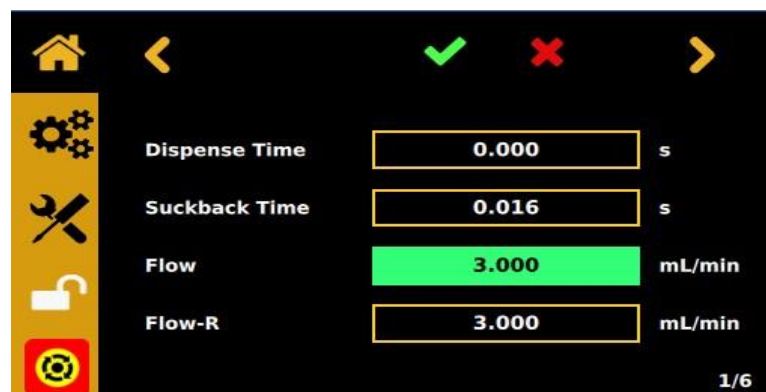 Dispense Time 0.000 s
Suckback Time 0.016 s
Flow 3.000 mL/min
Flow-R 3.000 mL/min
1/6